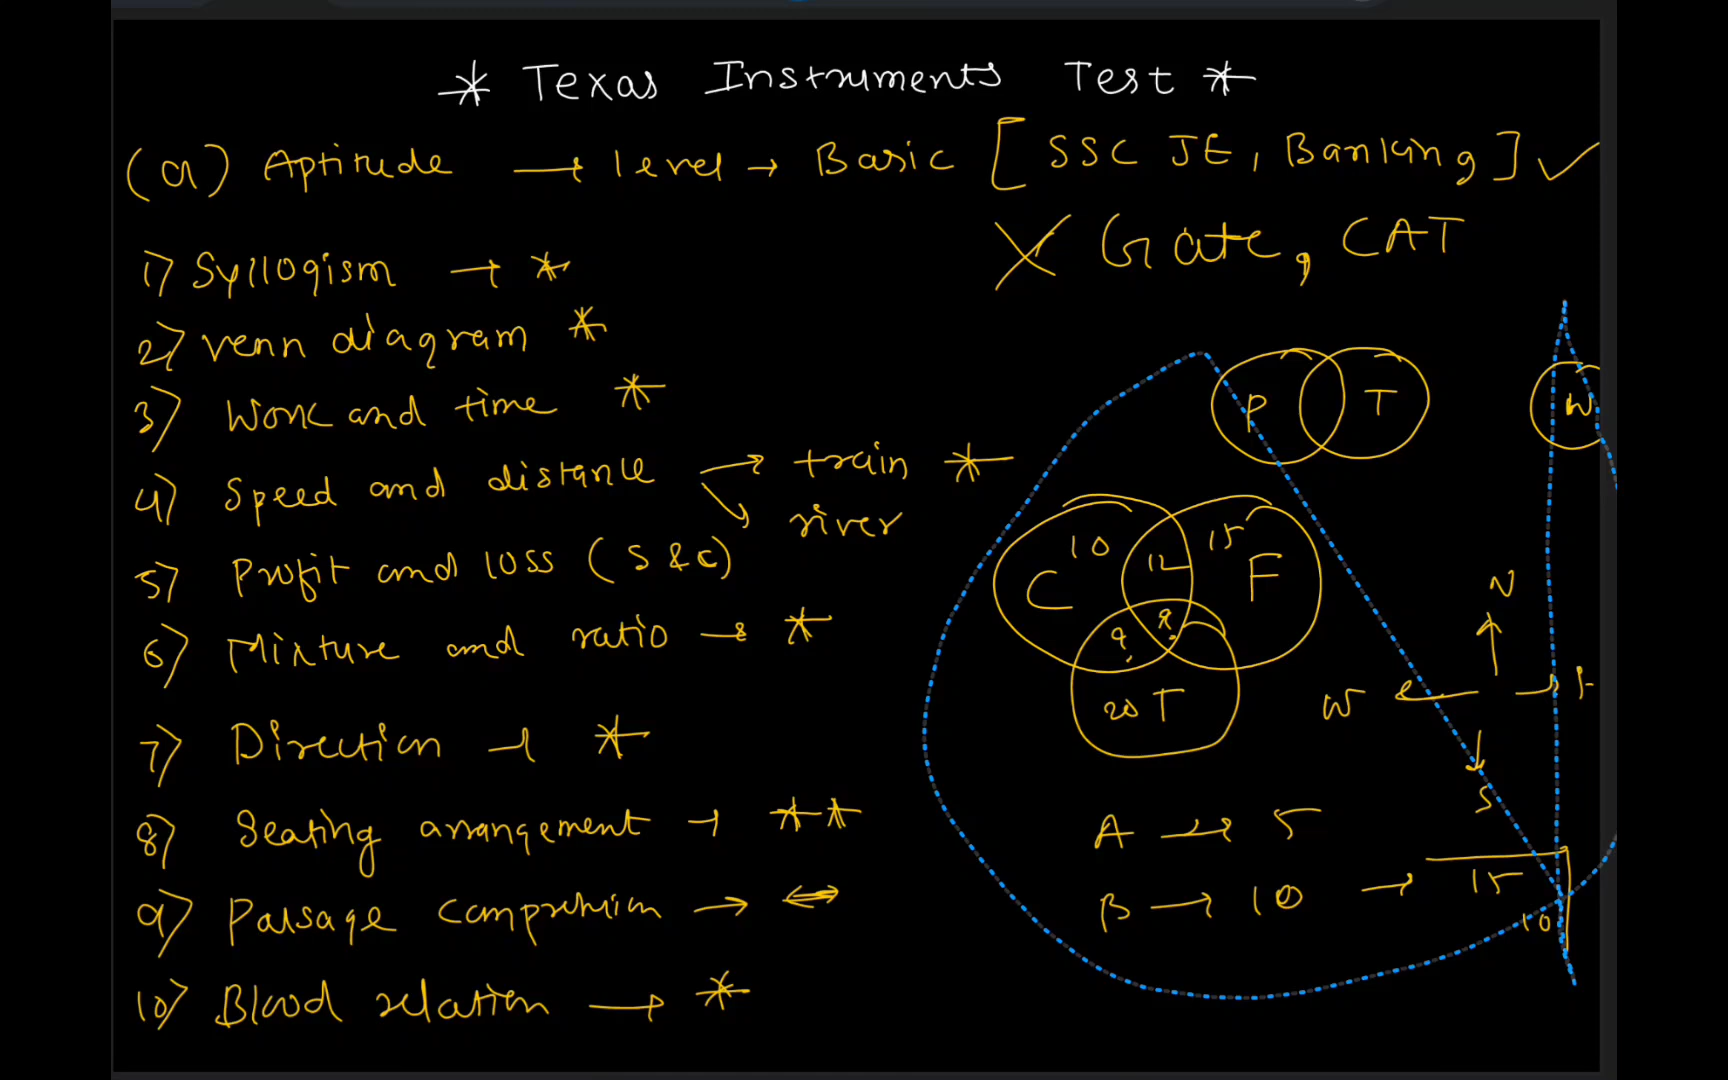 * Texas Instruments Test *
(a) Aptitude → level → Basic [SSC JE, Banking] ✓
X Gate, CAT
1) Syllogism → *
2) Venn diagram *
3) Work and time *
4) Speed and distance → train *
→ river
5) Profit and loss (S & C)
6) Mixture and ratio → *
7) Direction → *
8) Seating arrangement → **
9) Passage comprehension → ↔
10) Blood relation → *
P T
W
10 12 15
C F
9
20 T
N
W
S
A → 5
B → 10 → 15
10